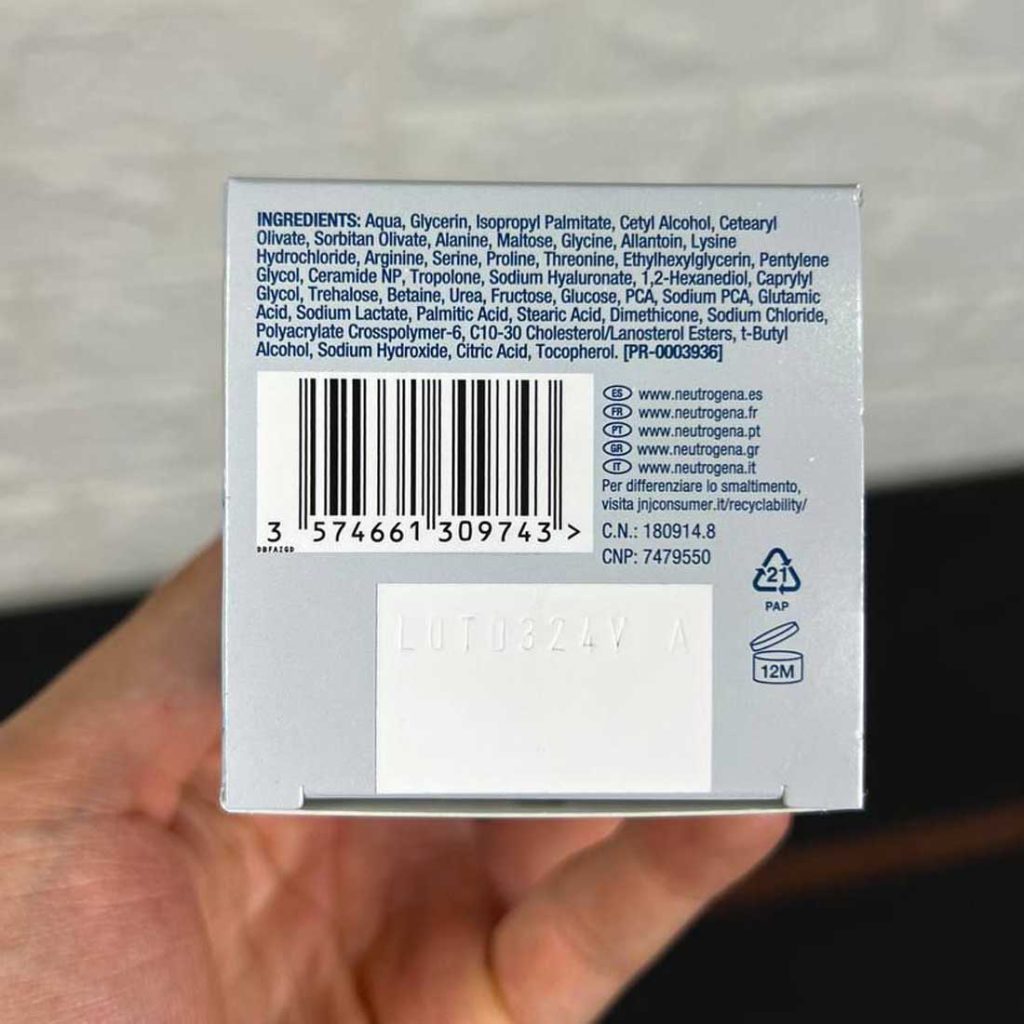 INGREDIENTS: Aqua, Glycerin, Isopropyl Palmitate, Cetyl Alcohol, Cetearyl
Olivate, Sorbitan Olivate, Alanine, Maltose, Glycine, Allantoin, Lysine
Hydrochloride, Arginine, Serine, Proline, Threonine, Ethylhexylglycerin, Pentylene
Glycol, Ceramide NP, Tropolone, Sodium Hyaluronate, 1,2-Hexanediol, Caprylyl
Glycol, Trehalose, Betaine, Urea, Fructose, Glucose, PCA, Sodium PCA, Glutamic
Acid, Sodium Lactate, Palmitic Acid, Stearic Acid, Dimethicone, Sodium Chloride,
Polyacrylate Crosspolymer-6, C10-30 Cholesterol/Lanosterol Esters, t-Butyl
Alcohol, Sodium Hydroxide, Citric Acid, Tocopherol. [PR-0003936]
3 574661 309743 >
DBFAIGD
ES www.neutrogena.es
FR www.neutrogena.fr
PT www.neutrogena.pt
GR www.neutrogena.gr
IT www.neutrogena.it
Per differenziare lo smaltimento,
visita jnjconsumer.it/recyclability/
C.N.: 180914.8
CNP: 7479550
21
PAP
12M
LOT0324V A